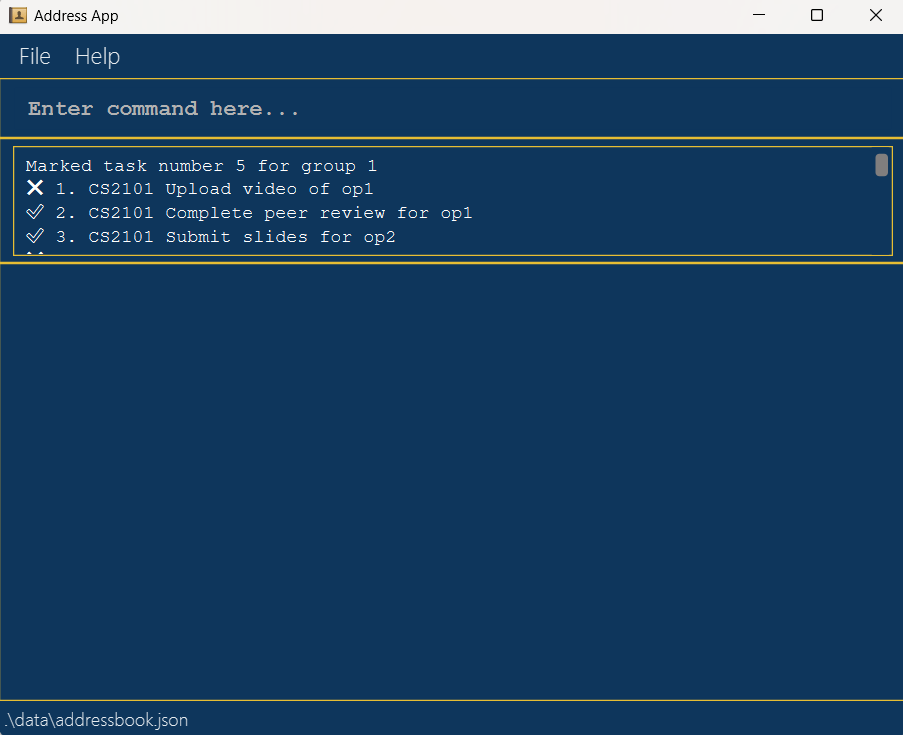 Address App
File Help
Enter command here...
Marked task number 5 for group 1
❌ 1. CS2101 Upload video of op1
✓ 2. CS2101 Complete peer review for op1
✓ 3. CS2101 Submit slides for op2
.\data\addressbook.json